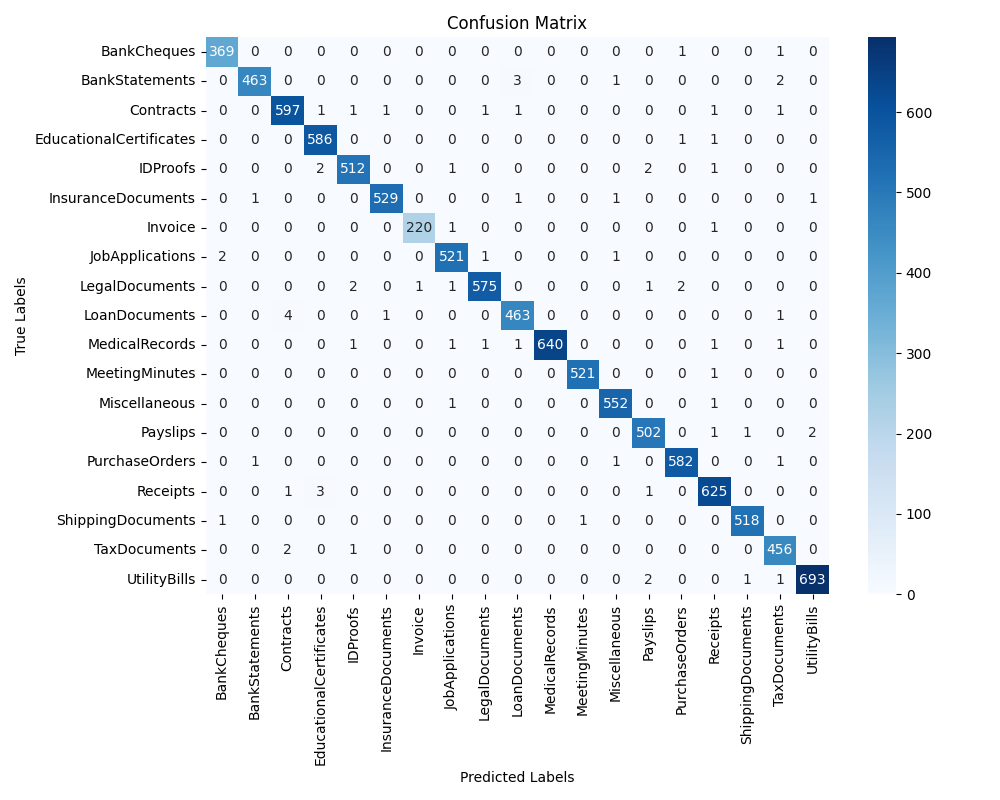 Confusion Matrix
True Labels
BankCheques 369 0 0 0 0 0 0 0 0 0 0 0 0 0 1 0 0 1 0
BankStatements 0 463 0 0 0 0 0 0 0 3 0 0 1 0 0 0 0 2 0
Contracts 0 0 597 1 1 1 0 0 1 1 0 0 0 0 0 1 0 1 0
EducationalCertificates 0 0 0 586 0 0 0 0 0 0 0 0 0 0 1 1 0 0 0
IDProofs 0 0 0 2 512 0 0 1 0 0 0 0 0 2 0 1 0 0 0
InsuranceDocuments 0 1 0 0 0 529 0 0 0 1 0 0 1 0 0 0 0 0 1
Invoice 0 0 0 0 0 0 220 1 0 0 0 0 0 0 0 1 0 0 0
JobApplications 2 0 0 0 0 0 0 521 1 0 0 0 1 0 0 0 0 0 0
LegalDocuments 0 0 0 0 2 0 1 1 575 0 0 0 0 1 2 0 0 0 0
LoanDocuments 0 0 4 0 0 1 0 0 0 463 0 0 0 0 0 0 0 1 0
MedicalRecords 0 0 0 0 1 0 0 1 1 1 640 0 0 0 0 1 0 1 0
MeetingMinutes 0 0 0 0 0 0 0 0 0 0 0 521 0 0 0 1 0 0 0
Miscellaneous 0 0 0 0 0 0 0 1 0 0 0 0 552 0 0 1 0 0 0
Payslips 0 0 0 0 0 0 0 0 0 0 0 0 0 502 0 1 1 0 2
PurchaseOrders 0 1 0 0 0 0 0 0 0 0 0 0 1 0 582 0 0 1 0
Receipts 0 0 1 3 0 0 0 0 0 0 0 0 0 1 0 625 0 0 0
ShippingDocuments 1 0 0 0 0 0 0 0 0 0 0 1 0 0 0 0 518 0 0
TaxDocuments 0 0 2 0 1 0 0 0 0 0 0 0 0 0 0 0 0 456 0
UtilityBills 0 0 0 0 0 0 0 0 0 0 0 0 0 2 0 0 1 1 693
BankCheques BankStatements Contracts EducationalCertificates IDProofs InsuranceDocuments Invoice JobApplications LegalDocuments LoanDocuments MedicalRecords MeetingMinutes Miscellaneous Payslips PurchaseOrders Receipts ShippingDocuments TaxDocuments UtilityBills
Predicted Labels
600
500
400
300
200
100
0